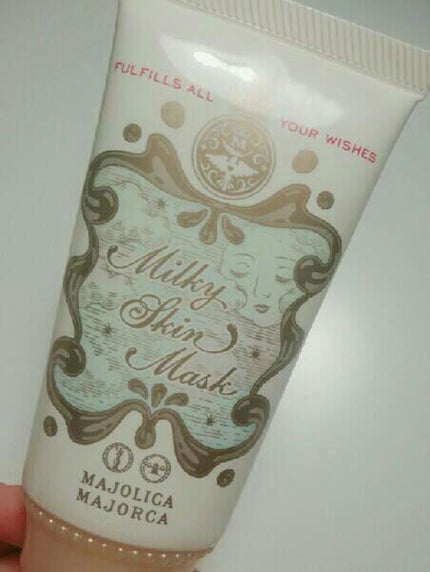 FULFILLS ALL YOUR WISHES
M
Milky
Skin
Mask
MAJOLICA
MAJORCA